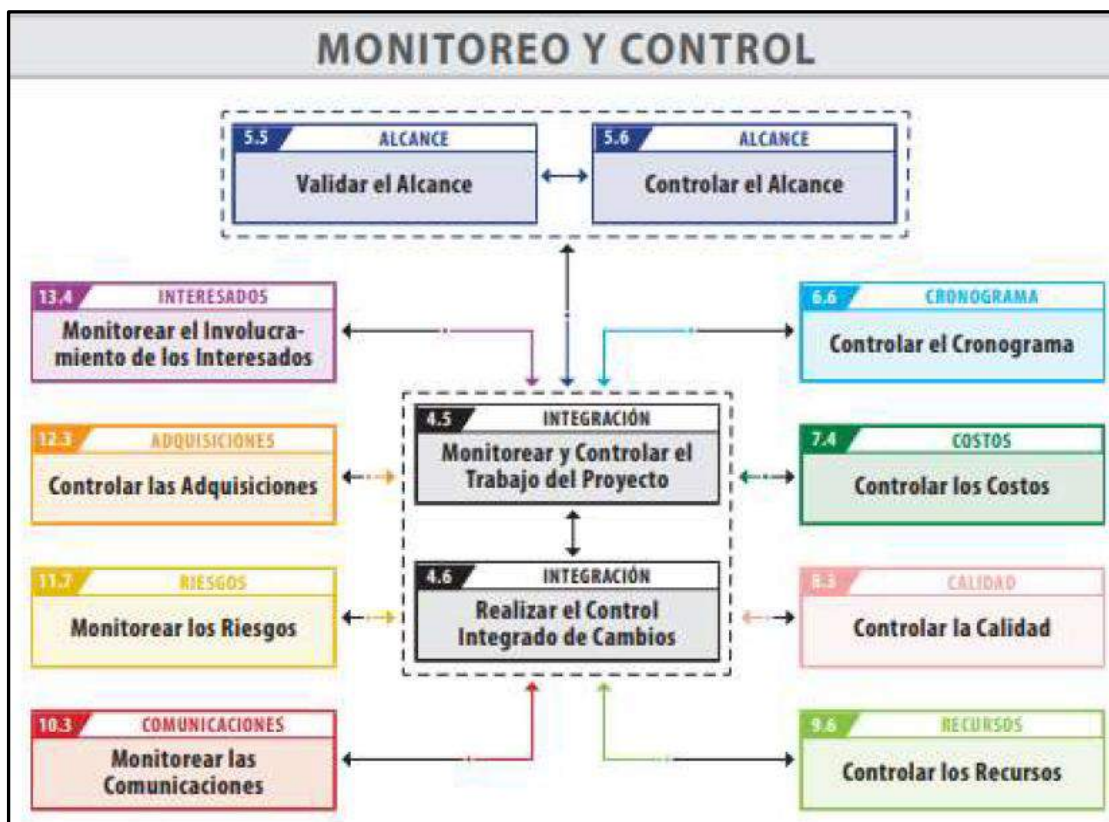 MONITOREO Y CONTROL
5.5 ALCANCE
Validar el Alcance
5.6 ALCANCE
Controlar el Alcance
13.4 INTERESADOS
Monitorear el Involucra-
miento de los Interesados
6.6 CRONOGRAMA
Controlar el Cronograma
4.5 INTEGRACIÓN
Monitorear y Controlar el
Trabajo del Proyecto
12.3 ADQUISICIONES
Controlar las Adquisiciones
7.4 COSTOS
Controlar los Costos
4.6 INTEGRACIÓN
Realizar el Control
Integrado de Cambios
11.7 RIESGOS
Monitorear los Riesgos
8.3 CALIDAD
Controlar la Calidad
10.3 COMUNICACIONES
Monitorear las
Comunicaciones
9.6 RECURSOS
Controlar los Recursos